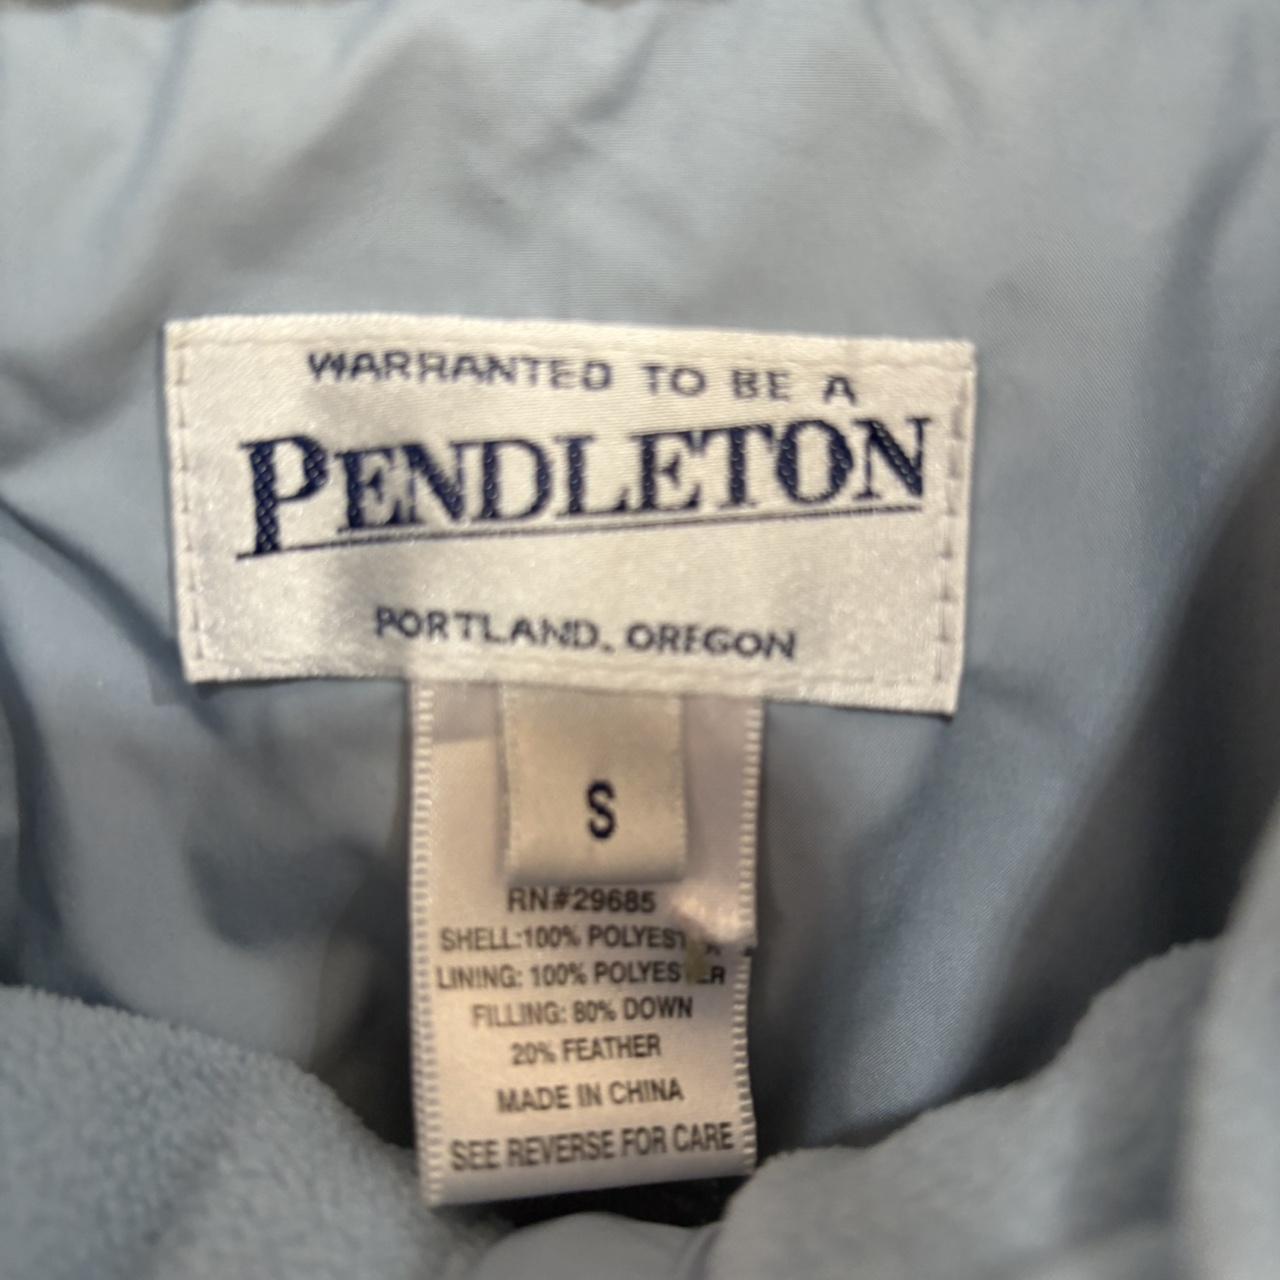 WARRANTED TO BE A
PENDLETON
PORTLAND, OREGON
S
RN#29685
SHELL:100% POLYESTER
LINING: 100% POLYESTER
FILLING: 80% DOWN
20% FEATHER
MADE IN CHINA
SEE REVERSE FOR CARE